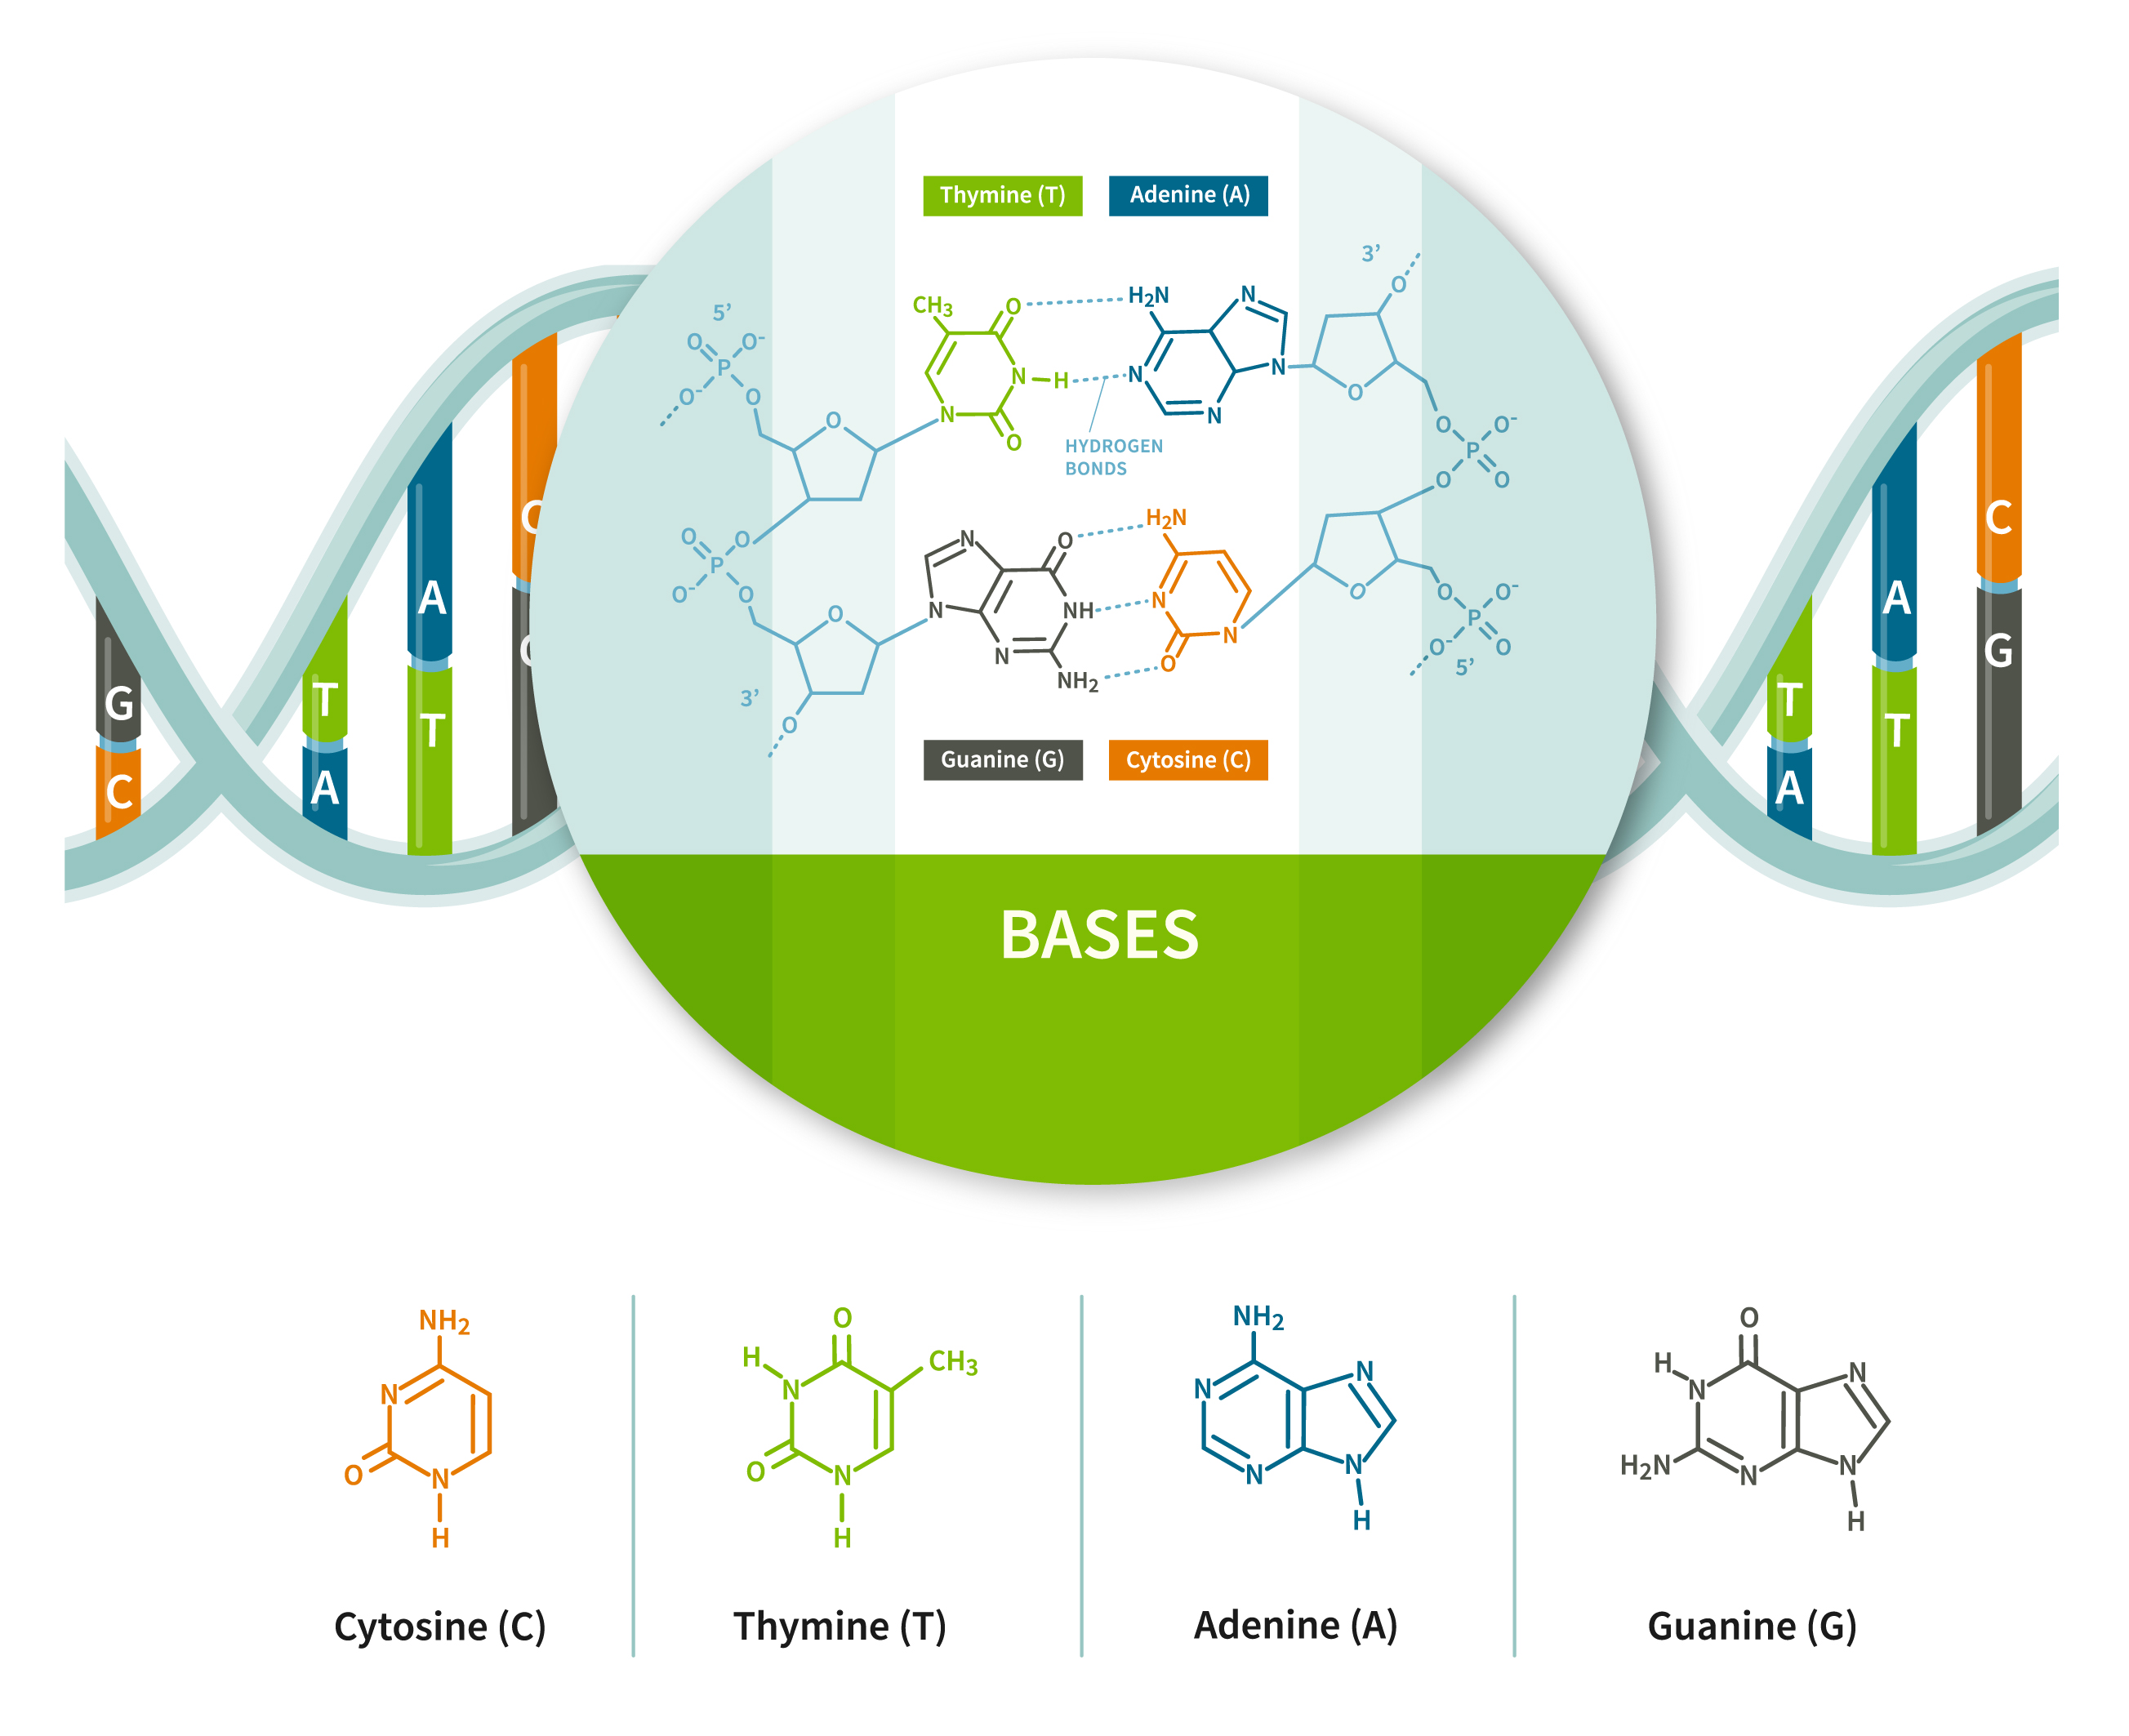 Thymine (T)
Adenine (A)
3’
O
5’
CH3
O
H2N
N
O
O-
P
O-
O
N
H
N
N
N
O
N
O
O
HYDROGEN
BONDS
O
O-
P
O
O
H2N
O
O
N
O
P
O-
O
N
NH
N
O
O
O-
P
O
N
N
O
NH2
O-
5’
O
3’
O
Guanine (G)
Cytosine (C)
G
C
T
A
A
T
C
G
T
A
A
T
C
G
BASES
NH2
N
O
N
H
Cytosine (C)
O
H
CH3
N
O
N
H
Thymine (T)
NH2
N
N
N
N
H
Adenine (A)
O
H
N
N
H2N
N
N
H
Guanine (G)